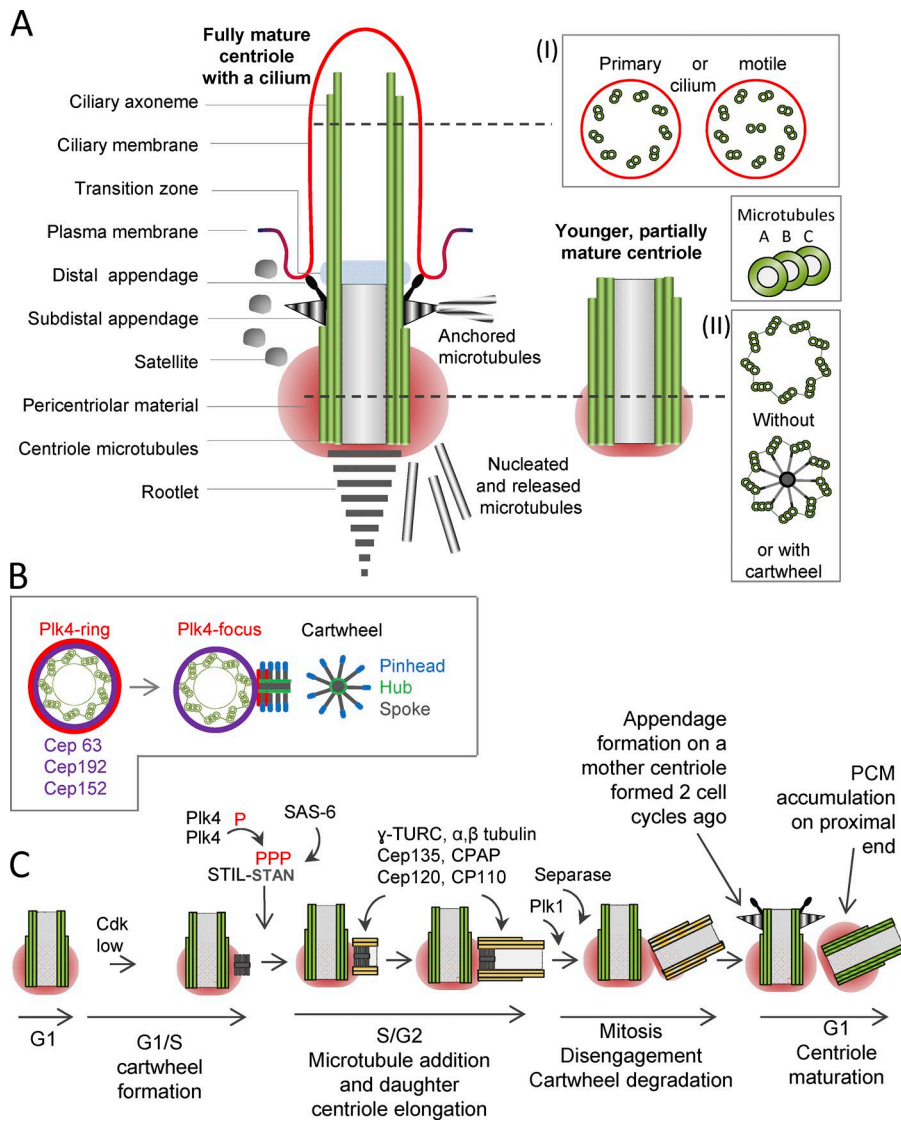 A
Fully mature
centriole
with a cilium
Ciliary axoneme
Ciliary membrane
Transition zone
Plasma membrane
Distal appendage
Subdistal appendage
Satellite
Pericentriolar material
Centriole microtubules
Rootlet
Anchored
microtubules
Nucleated
and released
microtubules
Younger, partially
mature centriole
(I)
Primary or motile
cilium
Microtubules
A B C
(II)
Without
or with
cartwheel
B
Plk4-ring
Cep 63
Cep192
Cep152
Plk4-focus
Cartwheel
Pinhead
Hub
Spoke
C
Cdk
low
Plk4 P
Plk4
SAS-6
PPP
STIL-STAN
ɣ-TURC, α,β tubulin
Cep135, CPAP
Cep120, CP110
Separase
Plk1
Appendage
formation on a
mother centriole
formed 2 cell
cycles ago
PCM
accumulation
on proximal
end
G1
G1/S
cartwheel
formation
S/G2
Microtubule addition
and daughter
centriole elongation
Mitosis
Disengagement
Cartwheel degradation
G1
Centriole
maturation